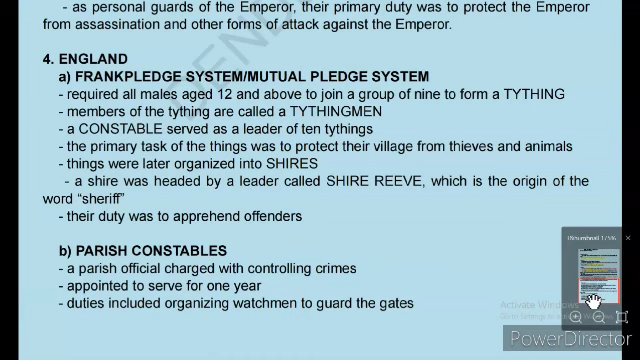 - as personal guards of the Emperor, their primary duty was to protect the Emperor
from assassination and other forms of attack against the Emperor.
4. ENGLAND
a) FRANKPLEDGE SYSTEM/MUTUAL PLEDGE SYSTEM
- required all males aged 12 and above to join a group of nine to form a TYTHING
- members of the tything are called a TYTHINGMEN
- a CONSTABLE served as a leader of ten tythings
- the primary task of the things was to protect their village from thieves and animals
- things were later organized into SHIRES
- a shire was headed by a leader called SHIRE REEVE, which is the origin of the
word “sheriff”
- their duty was to apprehend offenders
b) PARISH CONSTABLES
- a parish official charged with controlling crimes
- appointed to serve for one year
- duties included organizing watchmen to guard the gates
Activate Windows
Go to Settings to activate Windows.
PowerDirector